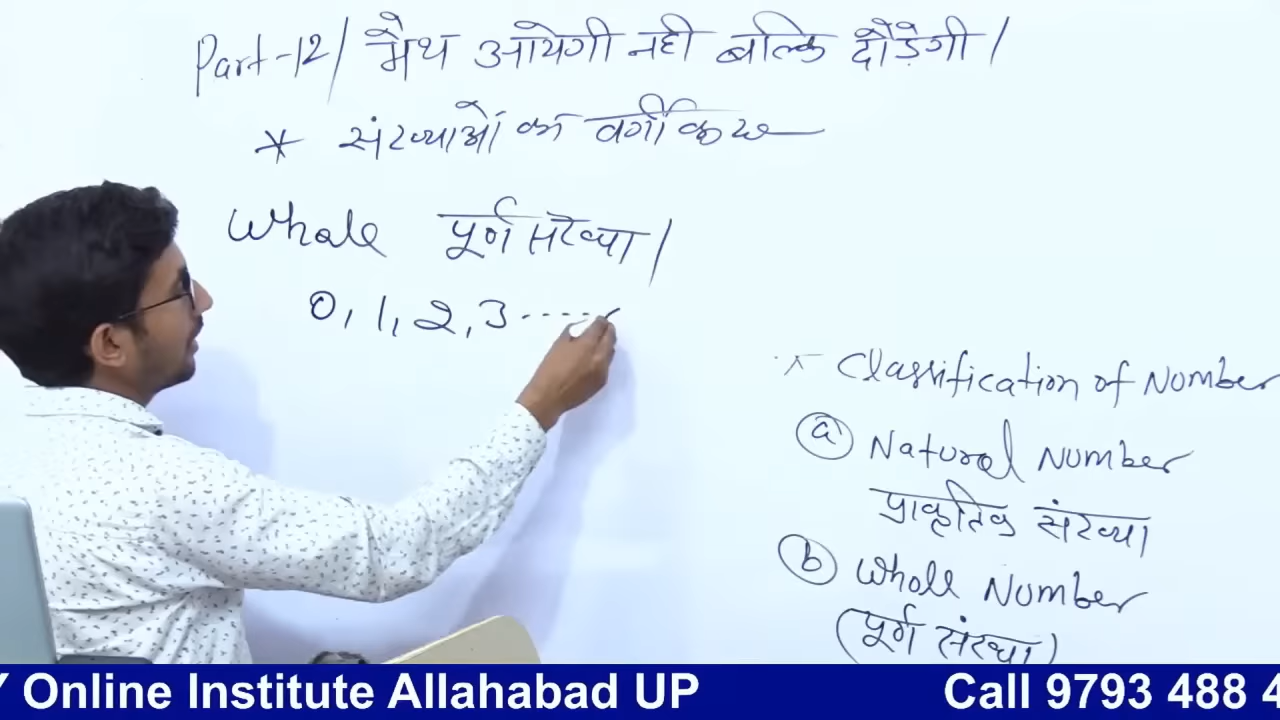 Part-12/ मैथ आयेगी नही बल्कि दौड़ेगी /
* संख्याओं का वर्गीकरण
Whole पूर्ण संख्या /
0, 1, 2, 3 ------
* Classification of Number
(a) Natural Number
प्राकृतिक संख्या
(b) Whole Number
(पूर्ण संख्या)
Y Online Institute Allahabad UP Call 9793 488 4